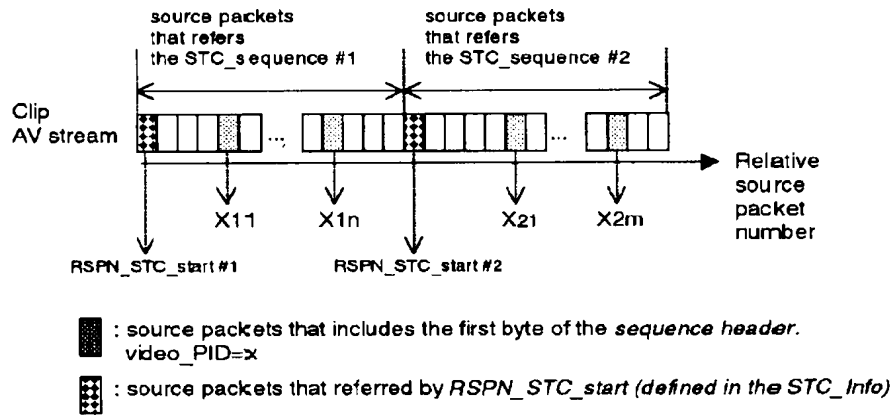 source packets
that refers
the STC_sequence #1
source packets
that refers
the STC_sequence #2
Clip
AV stream
...
...
Relative
source
packet
number
X11
X1n
X21
X2m
RSPN_STC_start #1
RSPN_STC_start #2
: source packets that includes the first byte of the sequence header.
video_PID=x
: source packets that referred by RSPN_STC_start (defined in the STC_Info)